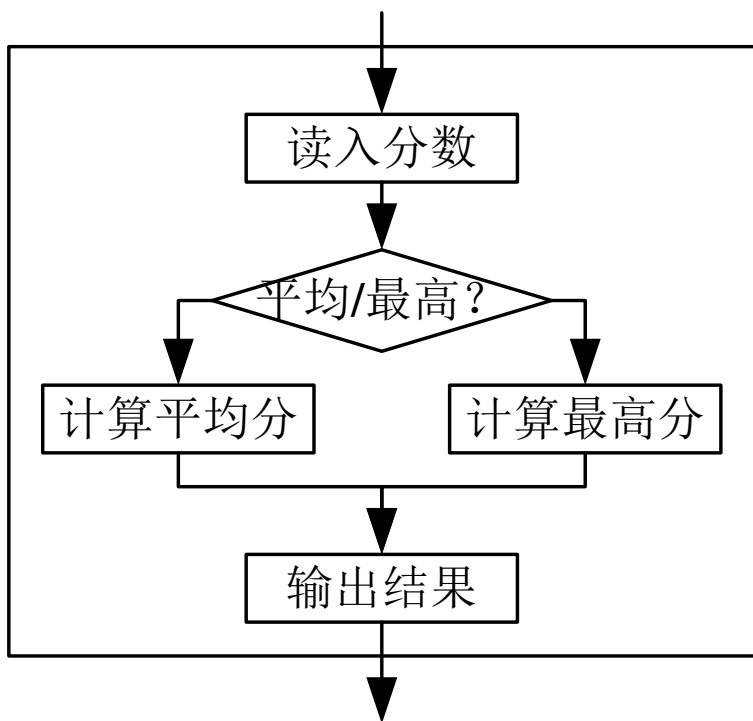 读入分数
平均/最高？
计算平均分
计算最高分
输出结果